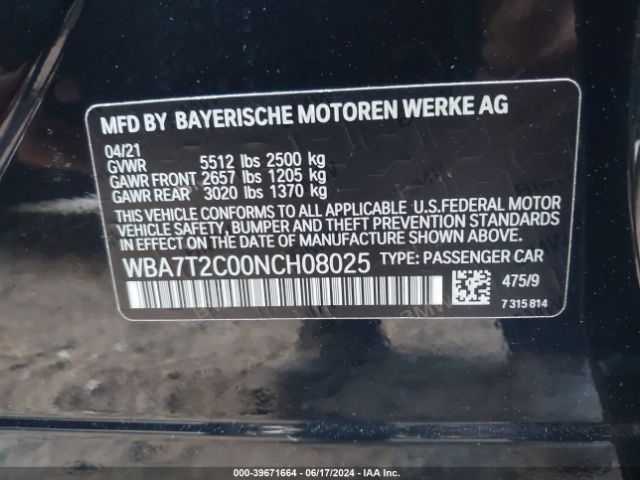 MFD BY BAYERISCHE MOTOREN WERKE AG
04/21
GVWR 5512 lbs 2500 kg
GAWR FRONT 2657 lbs 1205 kg
GAWR REAR 3020 lbs 1370 kg
THIS VEHICLE CONFORMS TO ALL APPLICABLE U.S.FEDERAL MOTOR
VEHICLE SAFETY, BUMPER AND THEFT PREVENTION STANDARDS
IN EFFECT ON THE DATE OF MANUFACTURE SHOWN ABOVE.
WBA7T2C00NCH08025 TYPE: PASSENGER CAR
475/9
7 315 814
000-39671664 / 06/17/2024 / IAA Inc.